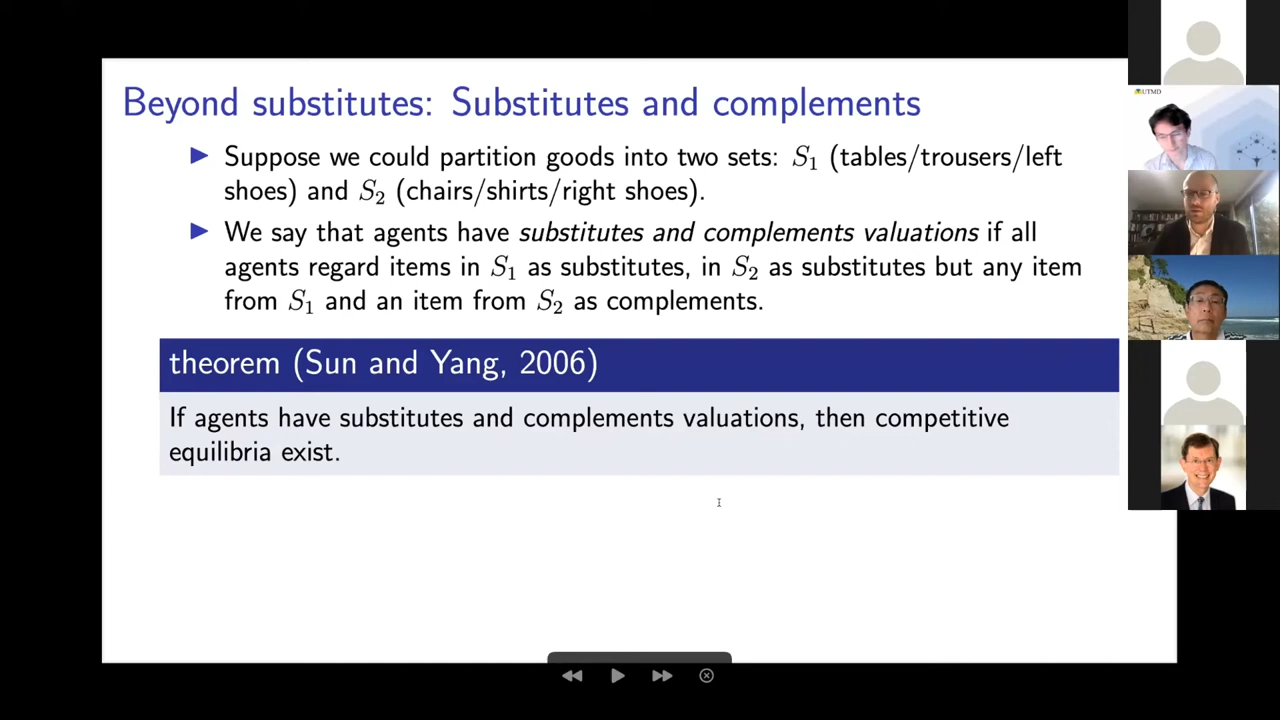 Beyond substitutes: Substitutes and complements
▶ Suppose we could partition goods into two sets: S₁ (tables/trousers/left
shoes) and S₂ (chairs/shirts/right shoes).
▶ We say that agents have substitutes and complements valuations if all
agents regard items in S₁ as substitutes, in S₂ as substitutes but any item
from S₁ and an item from S₂ as complements.
theorem (Sun and Yang, 2006)
If agents have substitutes and complements valuations, then competitive
equilibria exist.
UTMD